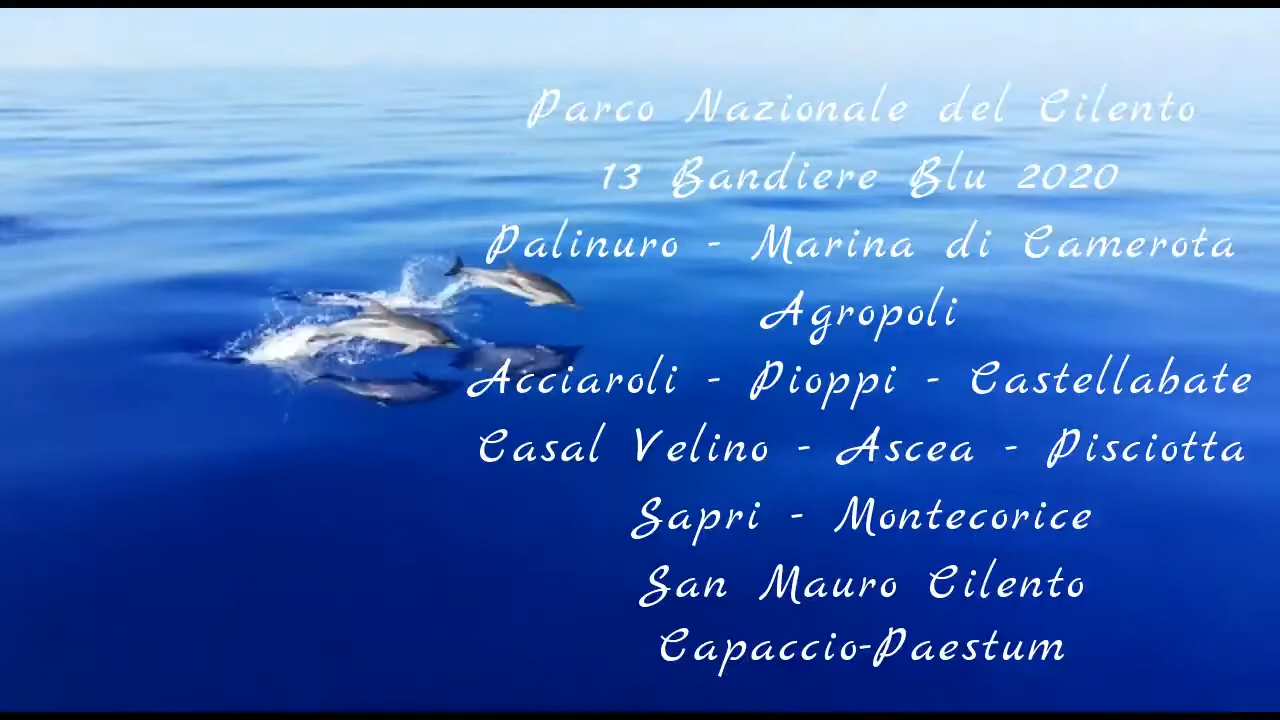 Parco Nazionale del Cilento
13 Bandiere Blu 2020
Palinuro - Marina di Camerota
Agropoli
Acciaroli - Pioppi - Castellabate
Casal Velino - Ascea - Pisciotta
Sapri - Montecorice
San Mauro Cilento
Capaccio-Paestum